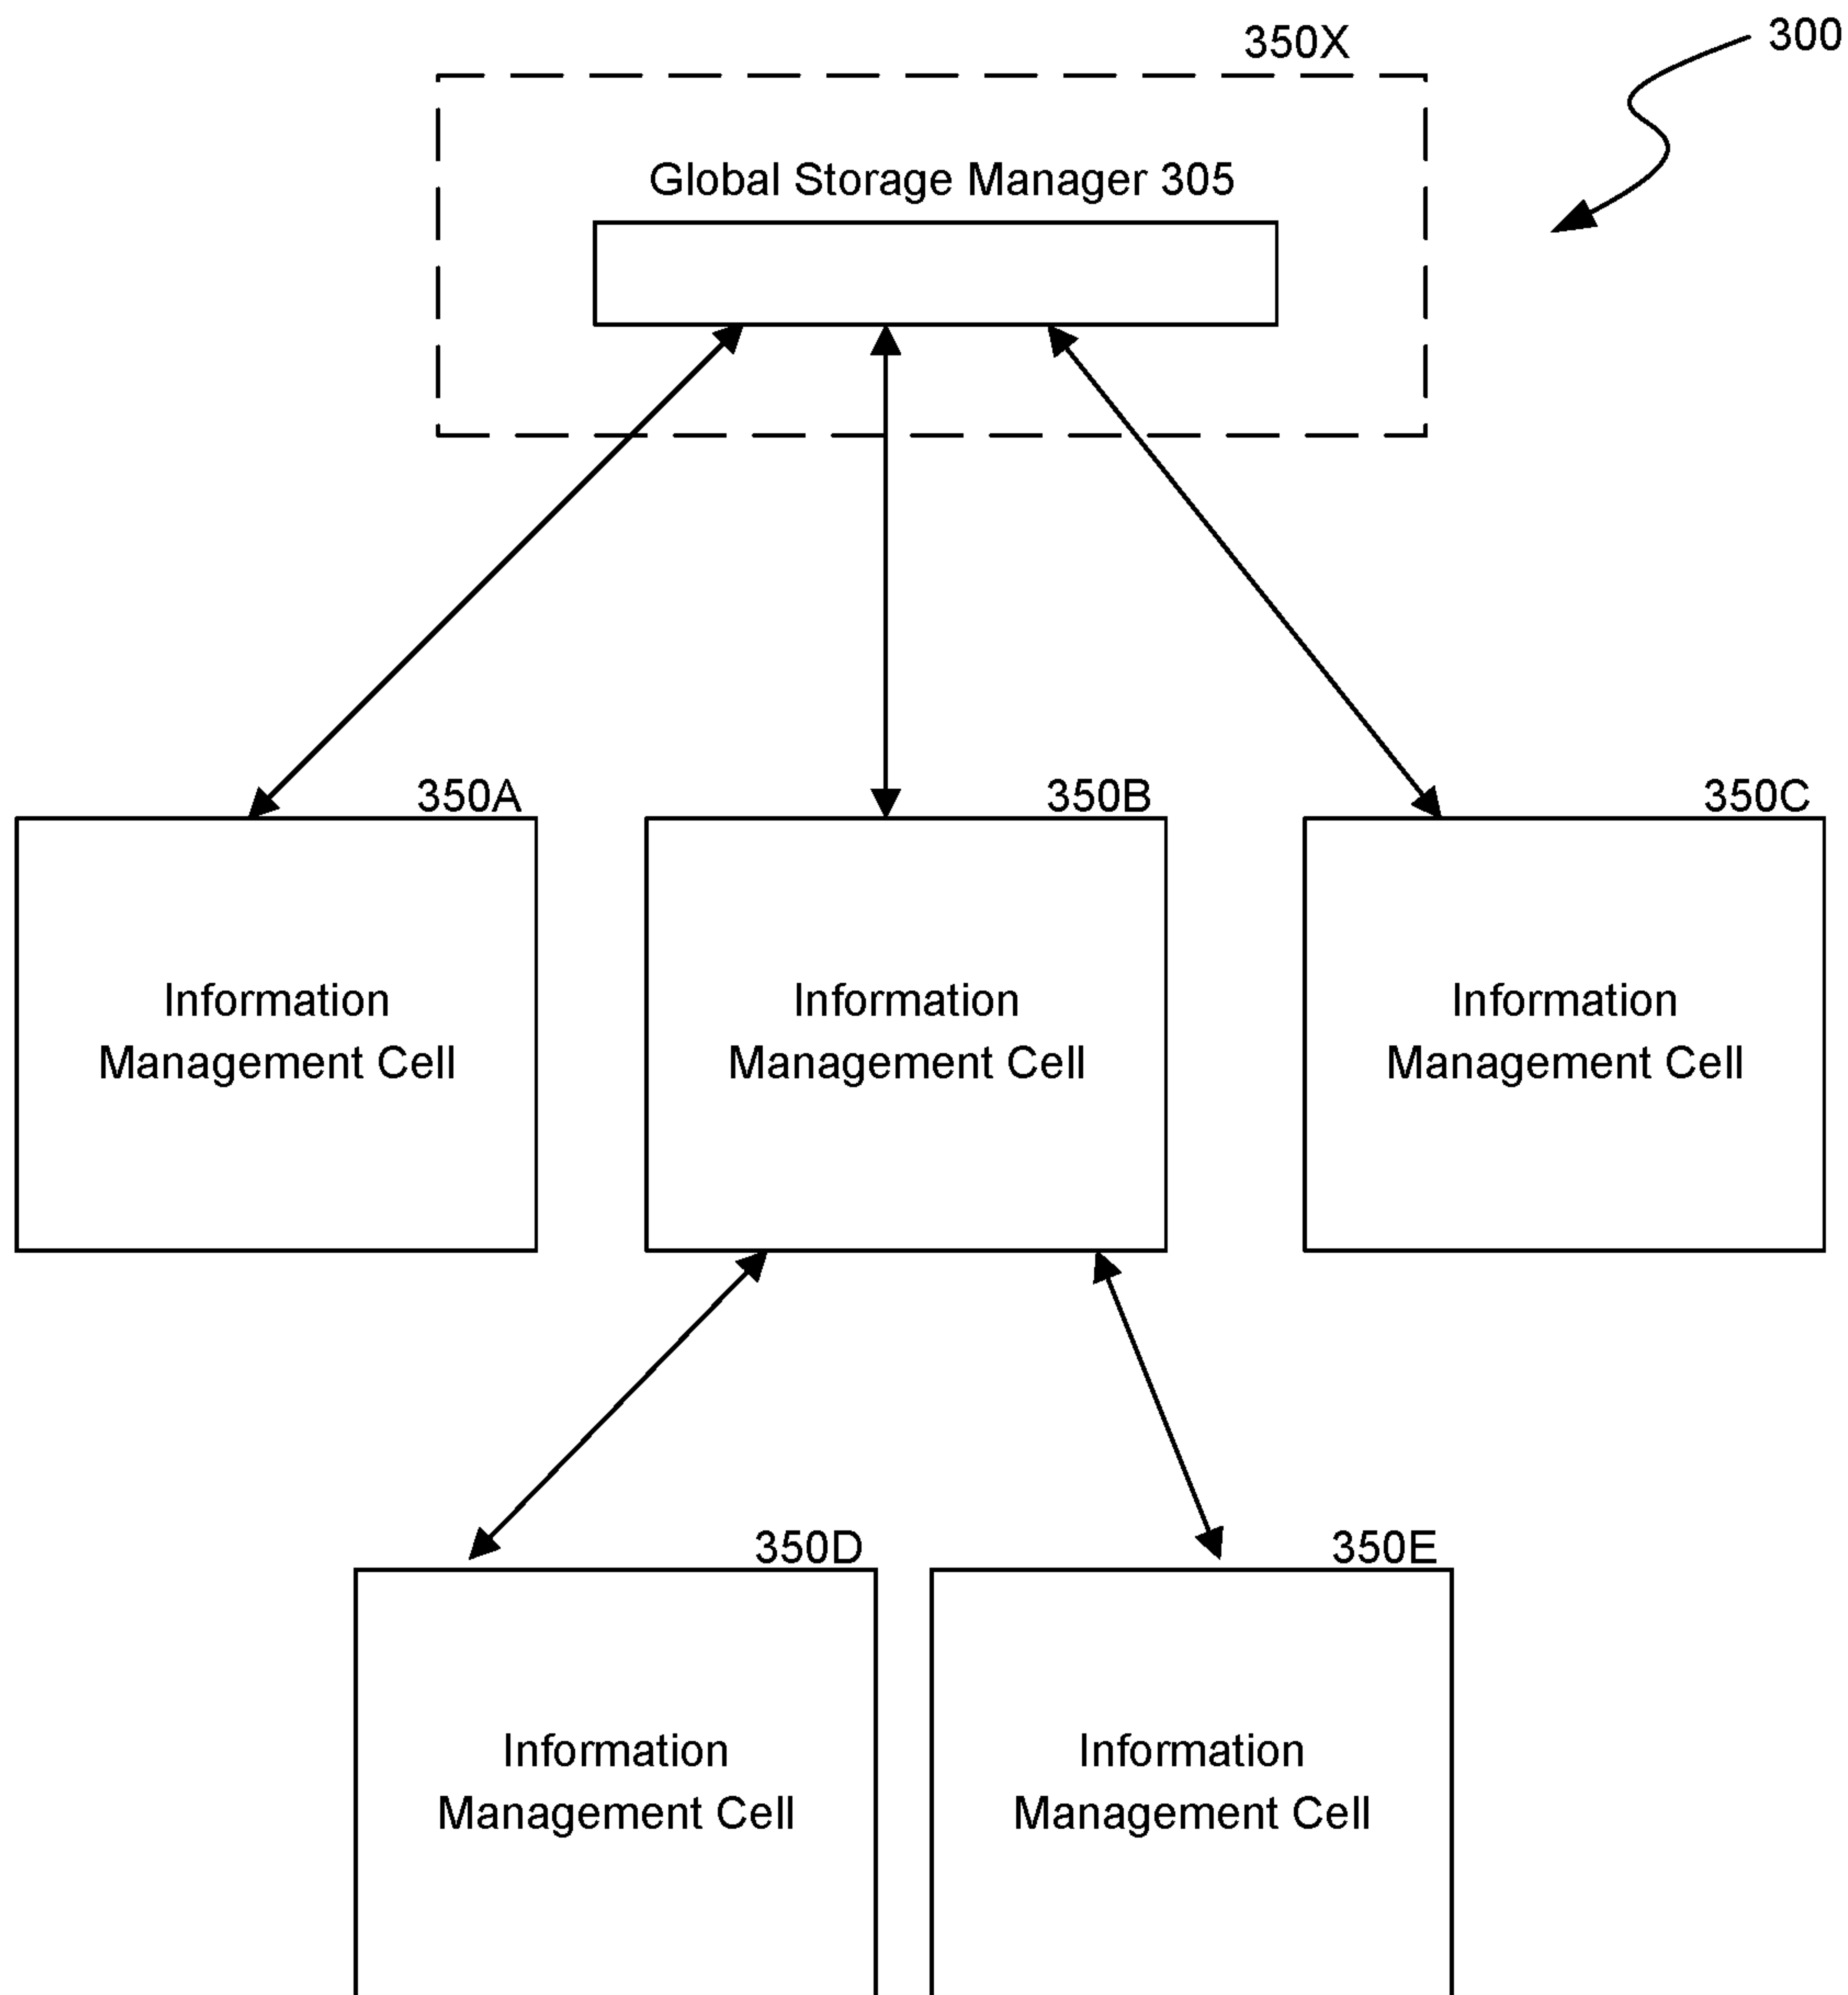 300
350X
Global Storage Manager 305
350A
350B
350C
Information
Management Cell
Information
Management Cell
Information
Management Cell
350D
350E
Information
Management Cell
Information
Management Cell